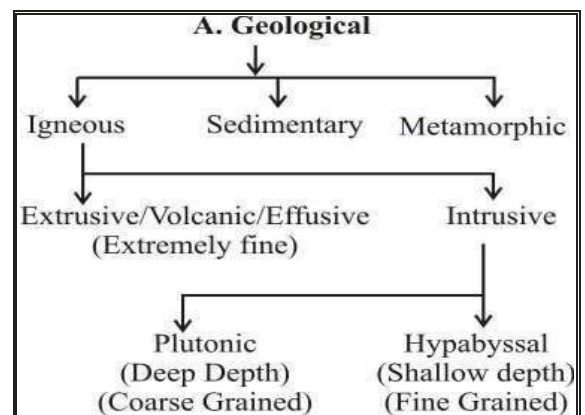 A. Geological
Igneous Sedimentary Metamorphic
Extrusive/Volcanic/Effusive Intrusive
(Extremely fine)
Plutonic Hypabyssal
(Deep Depth) (Shallow depth)
(Coarse Grained) (Fine Grained)